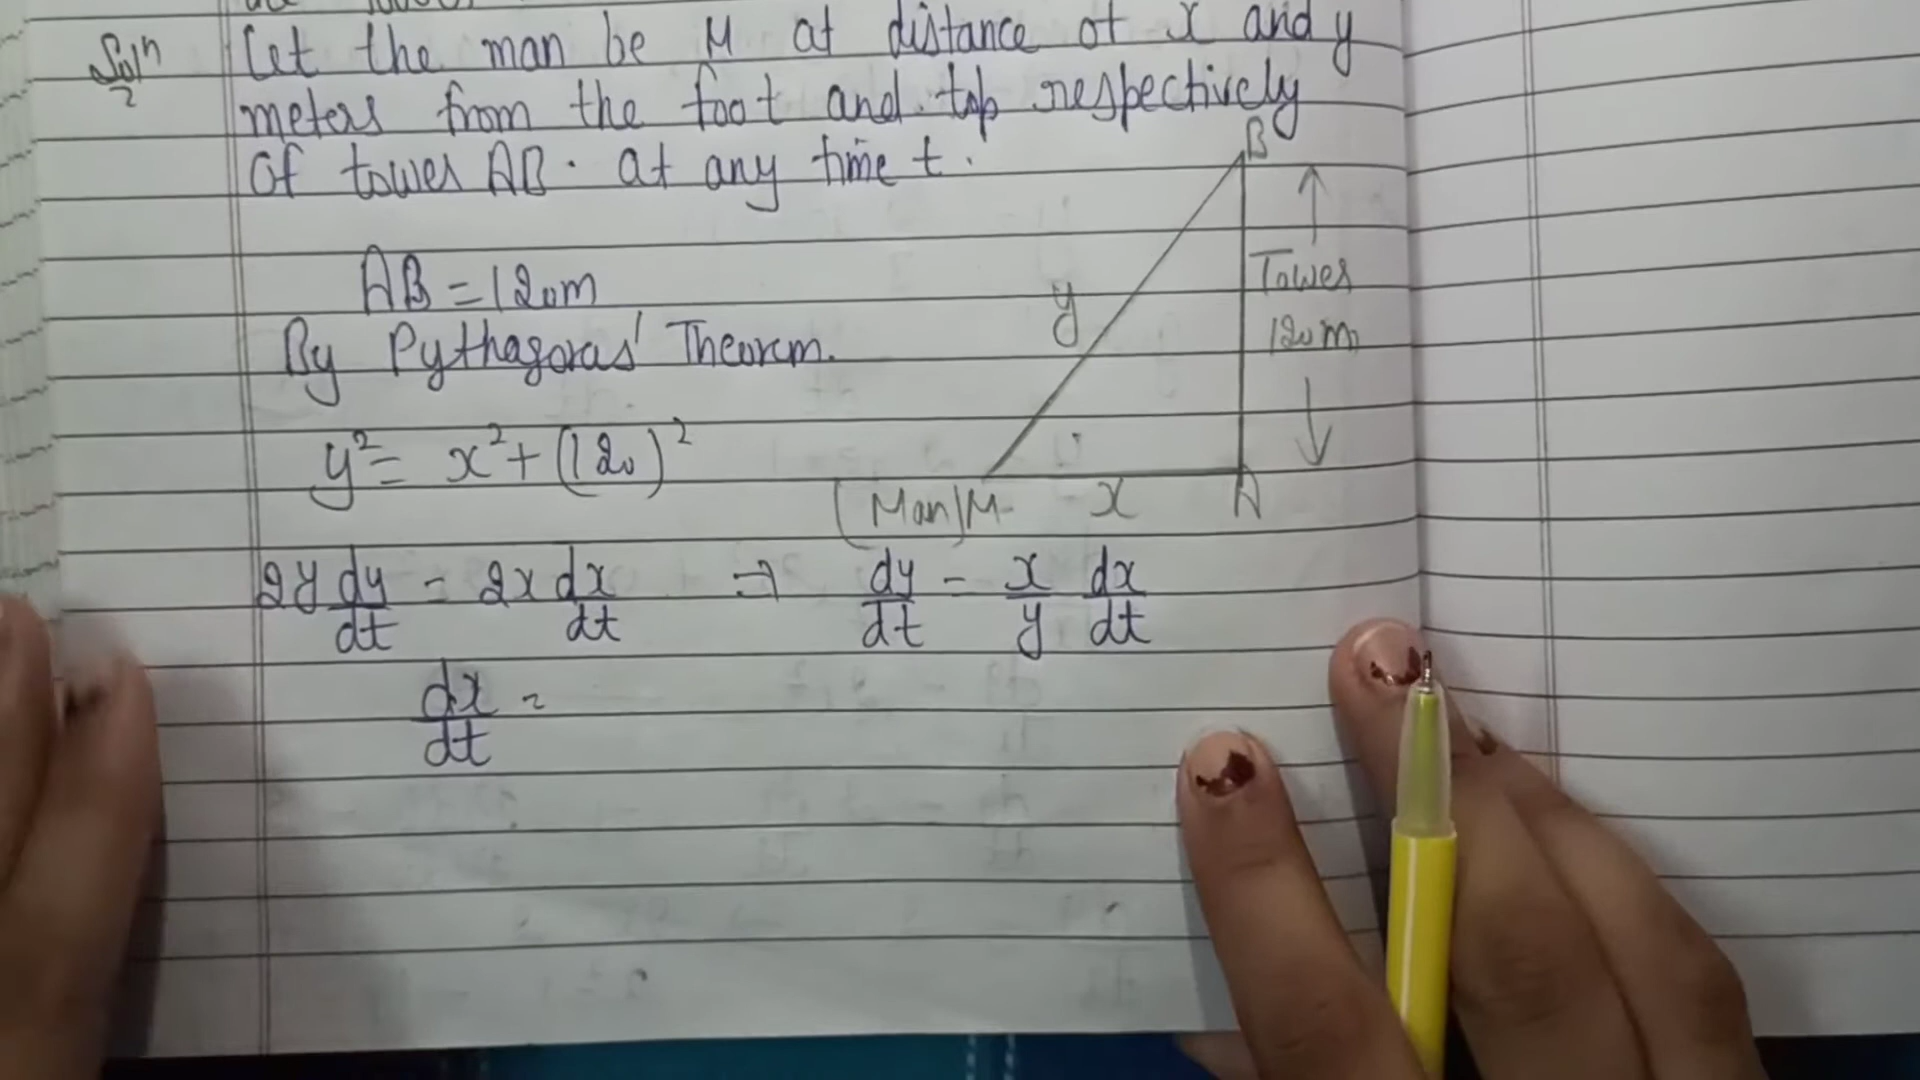 Solⁿ Let the man be M at distance of x and y
meters from the foot and top respectively
of tower AB. at any time t.
B
AB = 120m
Tower
y
120m
By Pythagoras' Theorem.
y² = x² + (120)²
(Man) M x A
2y dy/dt = 2x dx/dt ⇒ dy/dt = x/y dx/dt
dx/dt =